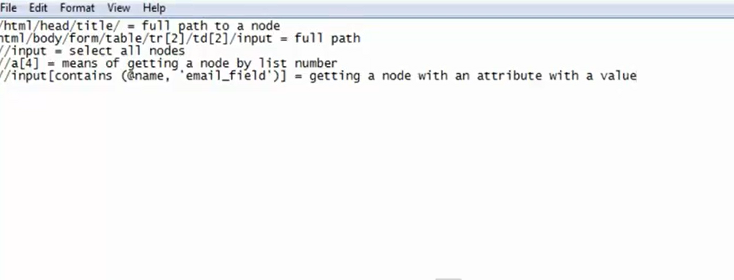 File Edit Format View Help
/html/head/title/ = full path to a node
html/body/form/table/tr[2]/td[2]/input = full path
//input = select all nodes
//a[4] = means of getting a node by list number
//input[contains (@name, 'email_field')] = getting a node with an attribute with a value